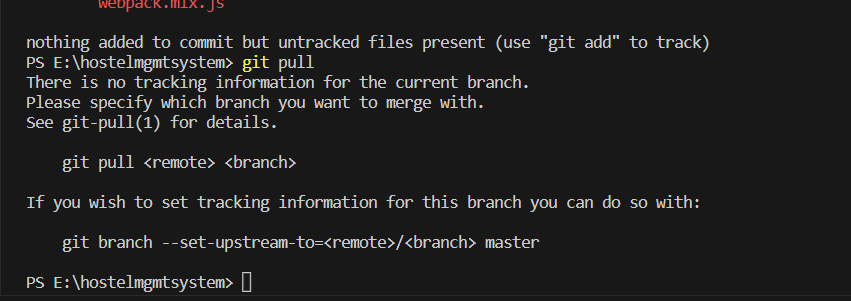 webpack.mix.js
nothing added to commit but untracked files present (use "git add" to track)
PS E:\hostelmgmtsystem> git pull
There is no tracking information for the current branch.
Please specify which branch you want to merge with.
See git-pull(1) for details.
git pull <remote> <branch>
If you wish to set tracking information for this branch you can do so with:
git branch --set-upstream-to=<remote>/<branch> master
PS E:\hostelmgmtsystem>